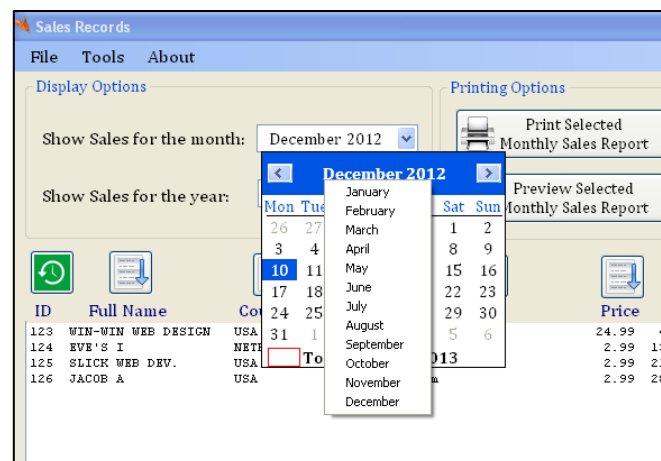 Sales Records
File Tools About
Display Options
Printing Options
Show Sales for the month: December 2012
Print Selected
Monthly Sales Report
Show Sales for the year:
Preview Selected
Monthly Sales Report
December 2012
Mon Tue Sat Sun
26 27
3 4 1 2
10 11 8 9
17 18 15 16
24 25 22 23
31 1 29 30
5 6
To 013
January
February
March
April
May
June
July
August
September
October
November
December
ID Full Name Cou Price
123 WIN-WIN WEB DESIGN USA 24.99
124 EVE'S I NETH 2.99
125 SLICK WEB DEV. USA 2.99
126 JACOB A USA 2.99